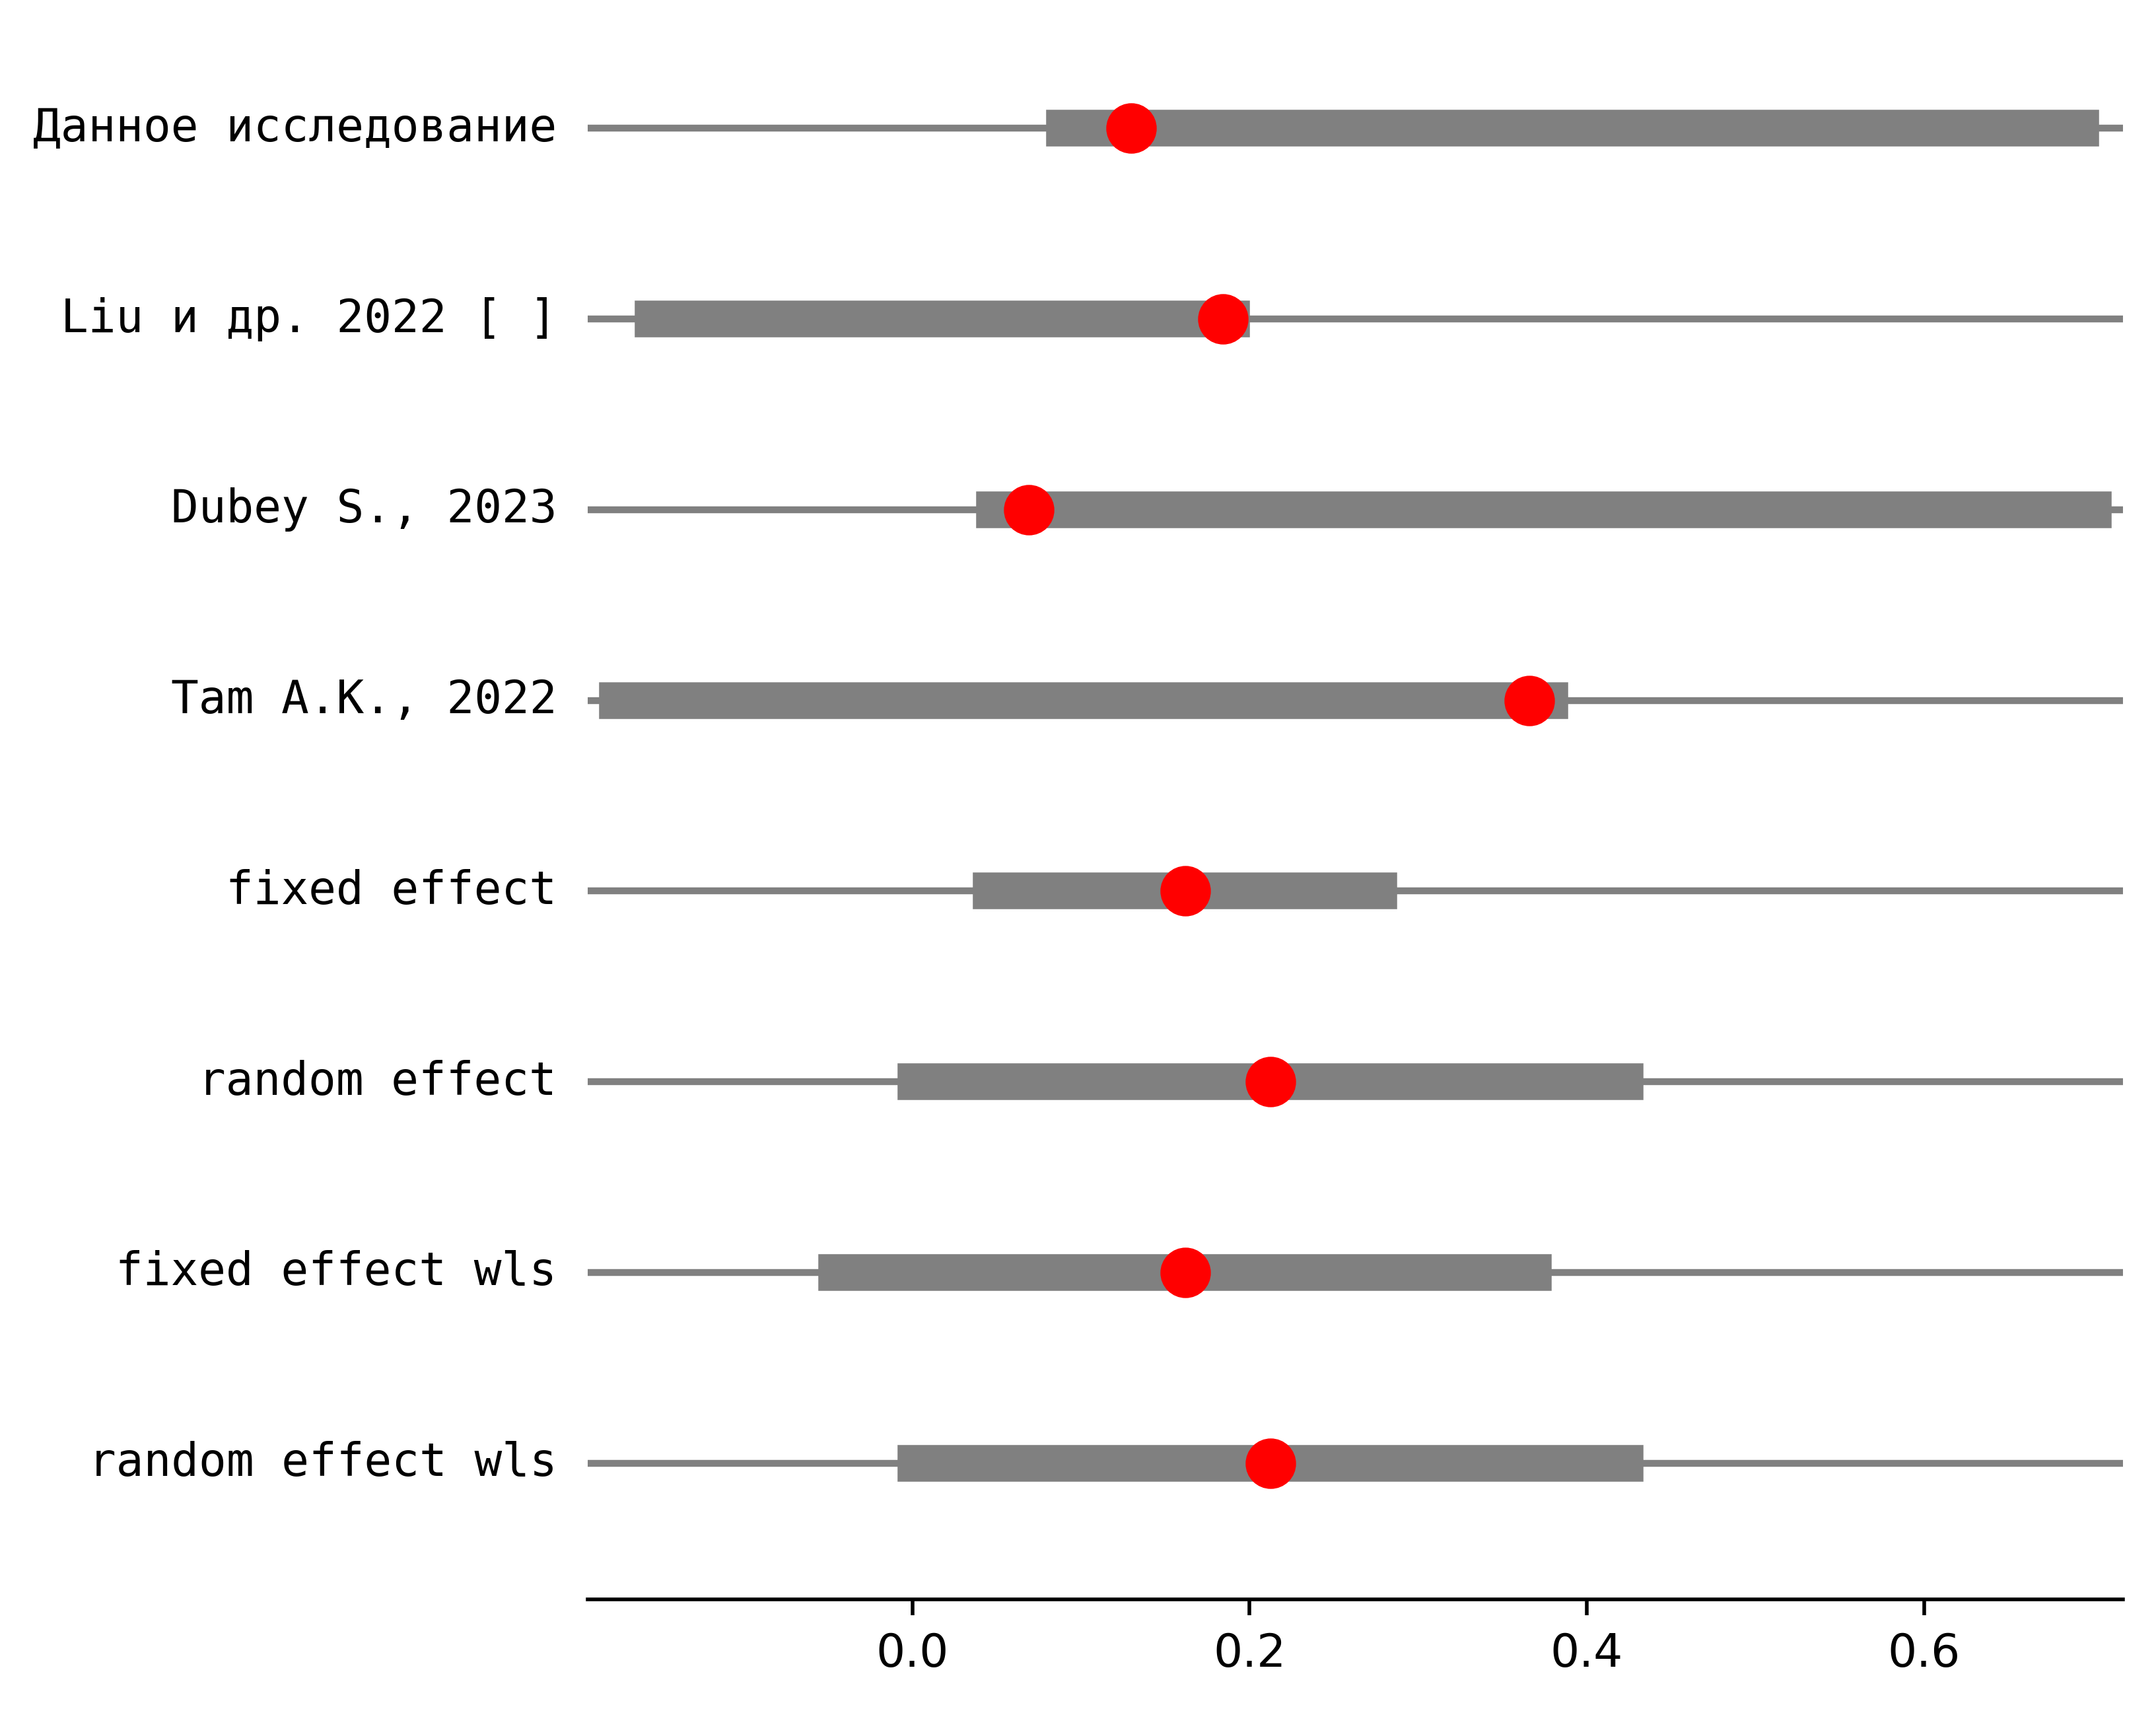 Данное исследование
Liu и др. 2022 [ ]
Dubey S., 2023
Tam A.K., 2022
fixed effect
random effect
fixed effect wls
random effect wls
0.0 0.2 0.4 0.6